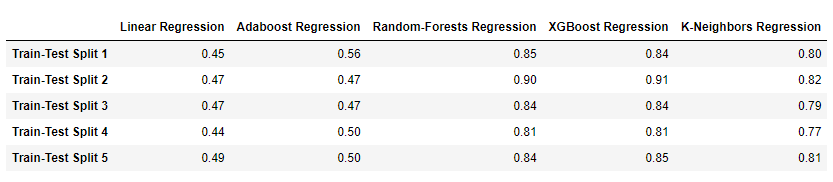 Linear Regression Adaboost Regression Random-Forests Regression XGBoost Regression K-Neighbors Regression
Train-Test Split 1 0.45 0.56 0.85 0.84 0.80
Train-Test Split 2 0.47 0.47 0.90 0.91 0.82
Train-Test Split 3 0.47 0.47 0.84 0.84 0.79
Train-Test Split 4 0.44 0.50 0.81 0.81 0.77
Train-Test Split 5 0.49 0.50 0.84 0.85 0.81